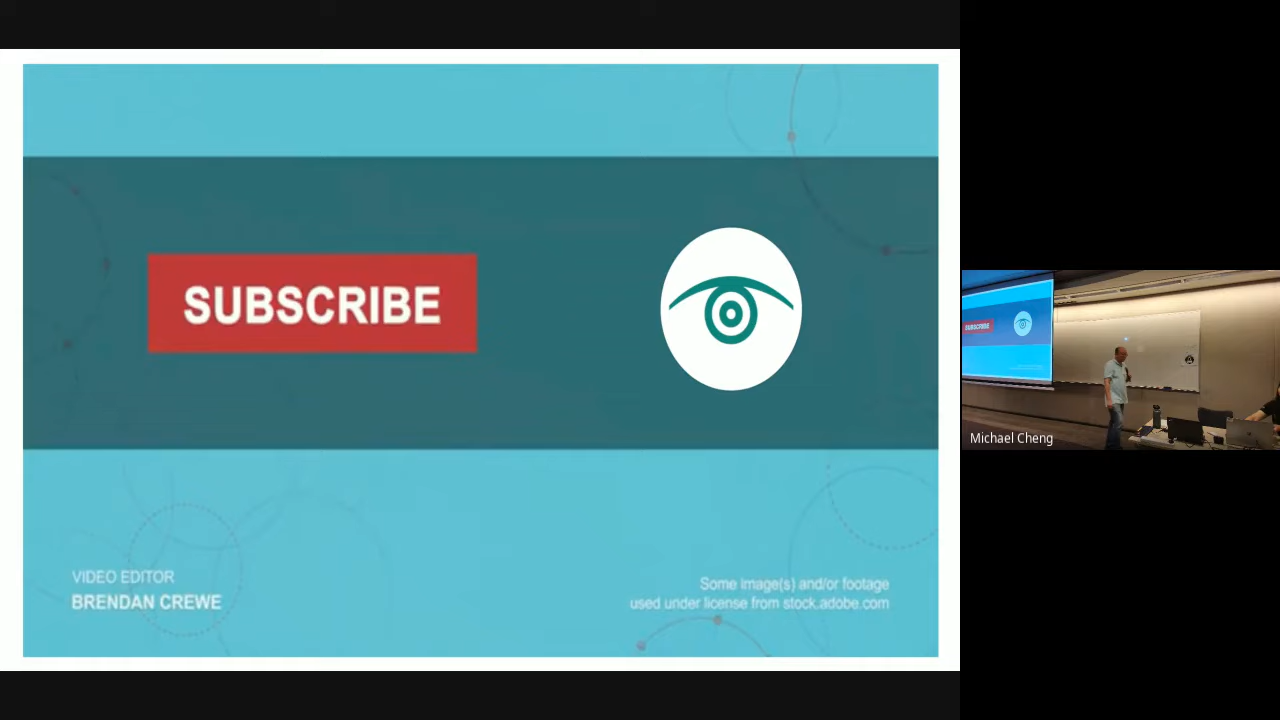 SUBSCRIBE
VIDEO EDITOR
BRENDAN CREWE
Some image(s) and/or footage
used under license from stock.adobe.com
SUBSCRIBE
Michael Cheng